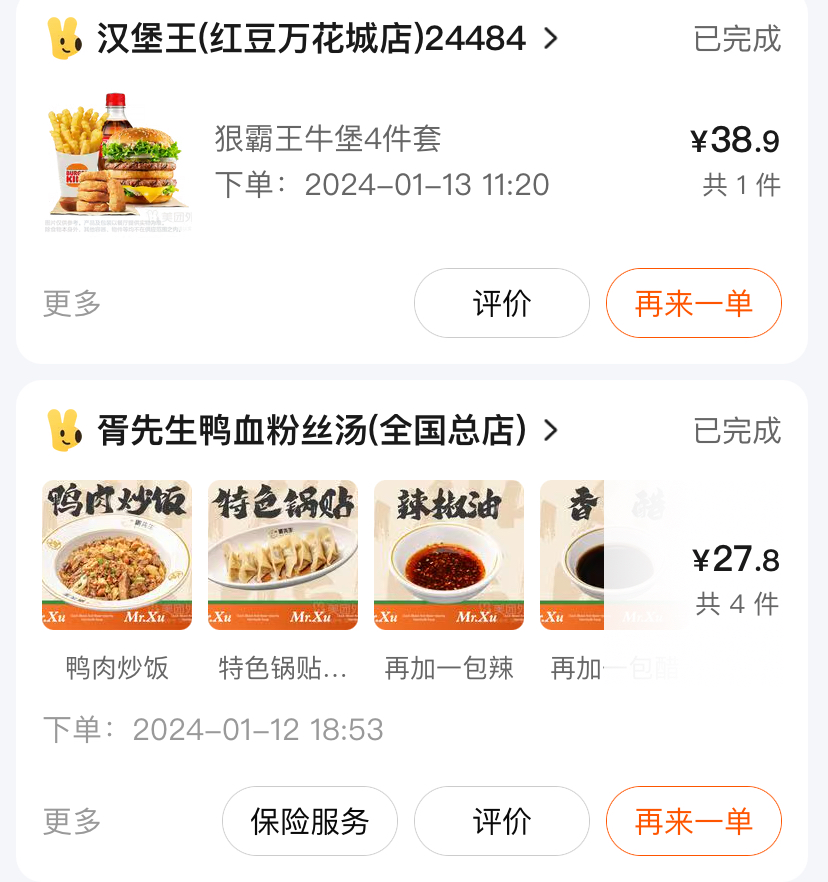 汉堡王(红豆万花城店)24484 >
已完成
BURGER KING
狠霸王牛堡4件套
¥38.9
下单：2024-01-13 11:20
共 1 件
更多
评价
再来一单
胥先生鸭血粉丝汤(全国总店) >
已完成
鸭肉炒饭
特色锅贴
辣椒油
香醋
Mr.Xu
Mr.Xu
Mr.Xu
¥27.8
共 4 件
鸭肉炒饭
特色锅贴...
再加一包辣
再加一包醋
下单：2024-01-12 18:53
更多
保险服务
评价
再来一单